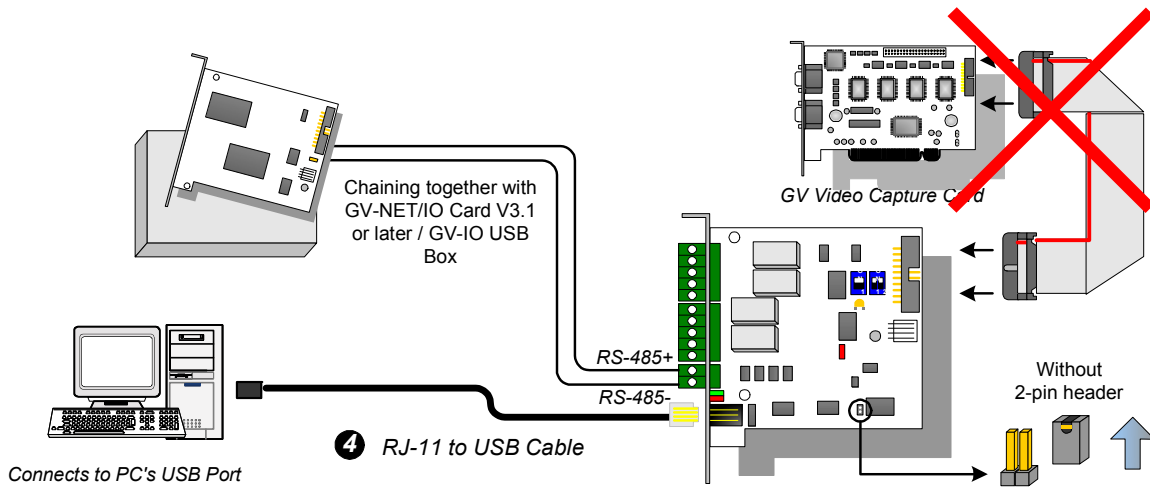 GV Video Capture Card
Chaining together with
GV-NET/IO Card V3.1
or later / GV-IO USB
Box
RS-485+
RS-485-
Without
2-pin header
4 RJ-11 to USB Cable
Connects to PC's USB Port